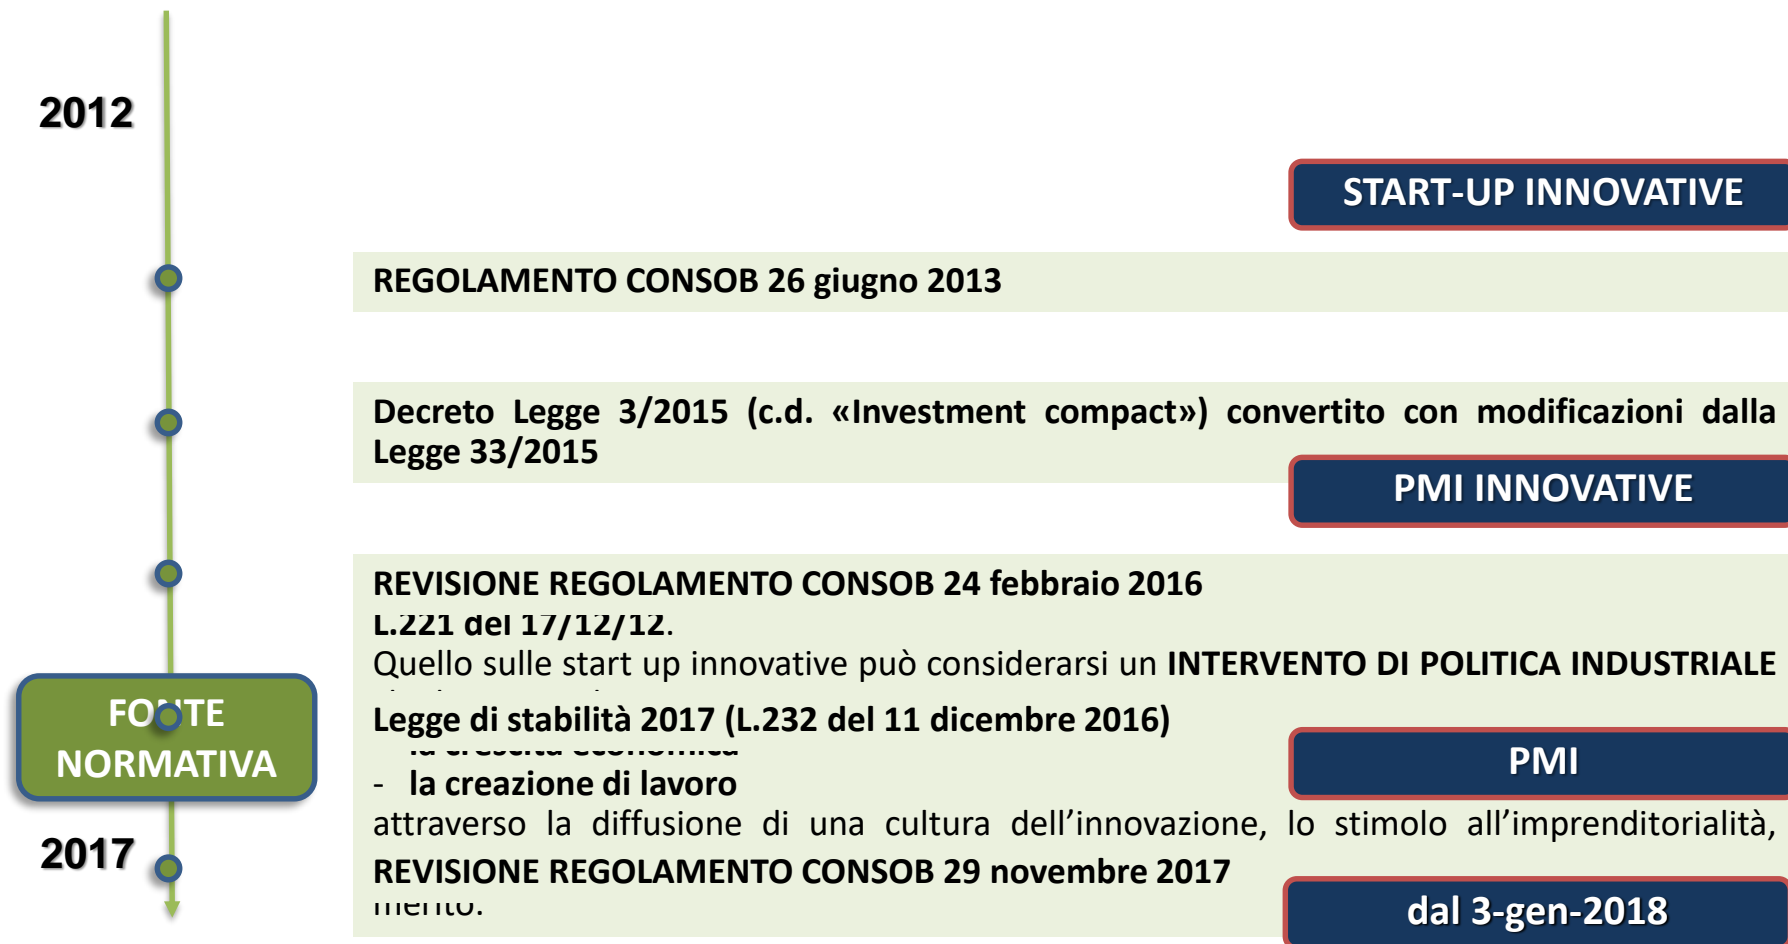 2012
START-UP INNOVATIVE
REGOLAMENTO CONSOB 26 giugno 2013
Decreto Legge 3/2015 (c.d. «Investment compact») convertito con modificazioni dalla
Legge 33/2015
PMI INNOVATIVE
REVISIONE REGOLAMENTO CONSOB 24 febbraio 2016
L.221 del 17/12/12.
Quello sulle start up innovative può considerarsi un INTERVENTO DI POLITICA INDUSTRIALE
FONTE
NORMATIVA
Legge di stabilità 2017 (L.232 del 11 dicembre 2016)
la crescita economica
PMI
- la creazione di lavoro
attraverso la diffusione di una cultura dell’innovazione, lo stimolo all’imprenditorialità,
2017
REVISIONE REGOLAMENTO CONSOB 29 novembre 2017
merito.
dal 3-gen-2018